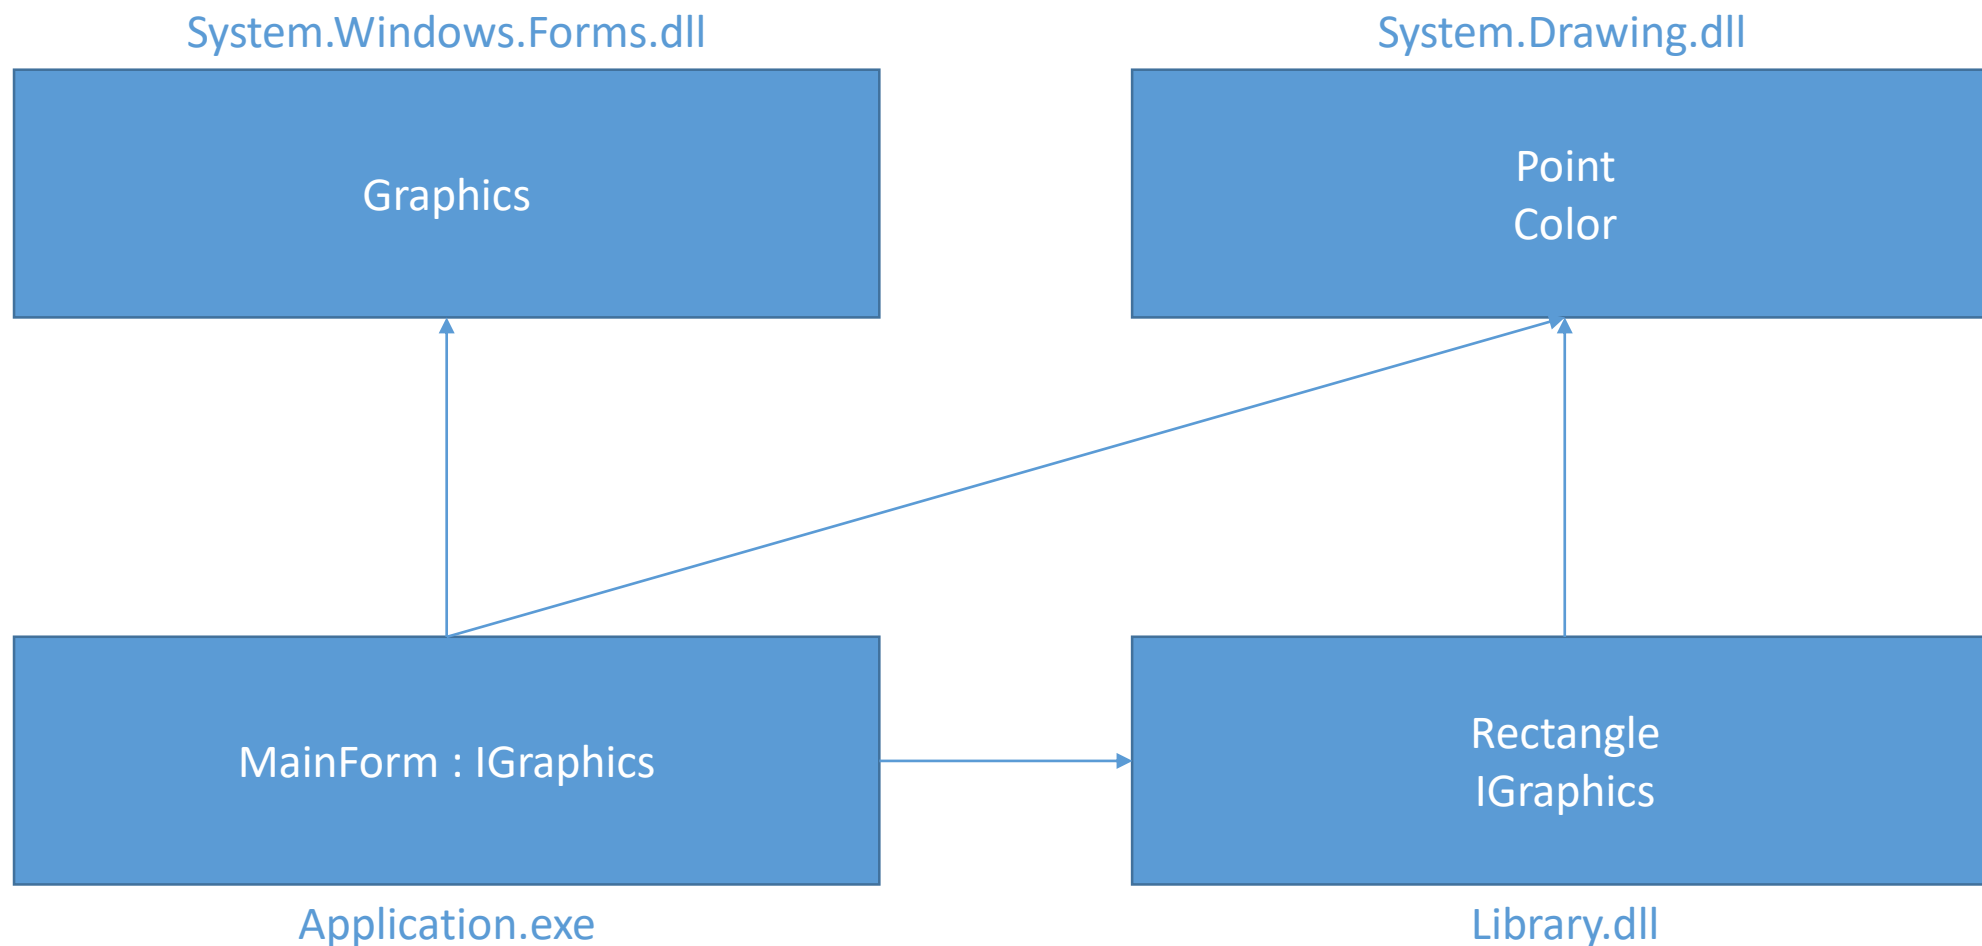 System.Windows.Forms.dll
System.Drawing.dll
Graphics
Point
Color
MainForm : IGraphics
Rectangle
IGraphics
Application.exe
Library.dll